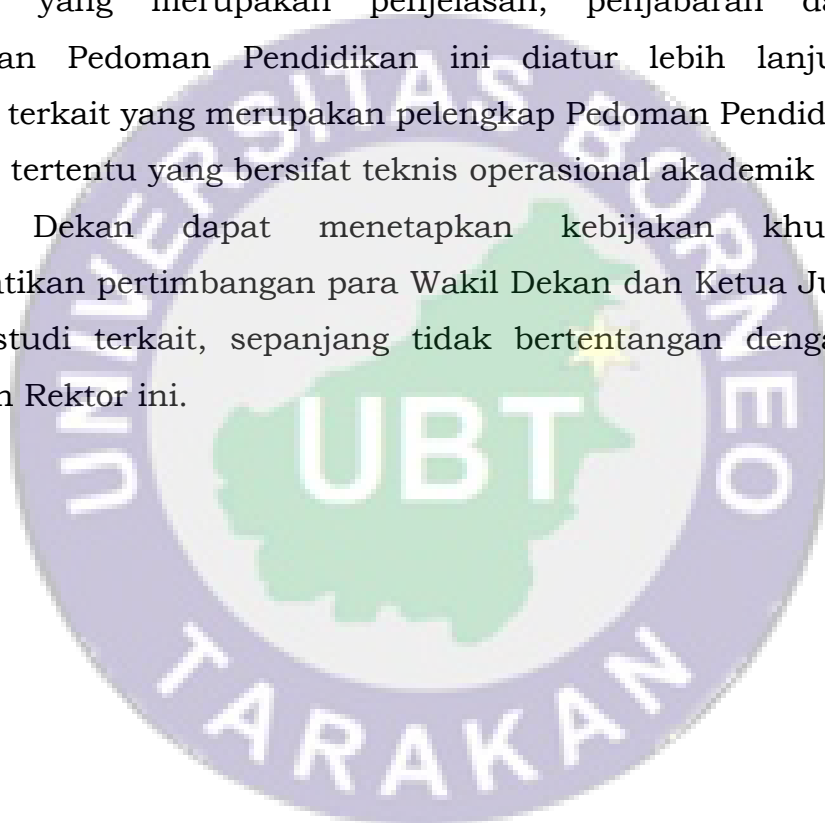 yang merupakan penjelasan, penjabaran da
an Pedoman Pendidikan ini diatur lebih lanju
terkait yang merupakan pelengkap Pedoman Pendid
tertentu yang bersifat teknis operasional akademik
Dekan dapat menetapkan kebijakan khu
tikan pertimbangan para Wakil Dekan dan Ketua Ju
studi terkait, sepanjang tidak bertentangan denga
n Rektor ini.
UNIVERSITAS BORNEO
UBT
TARAKAN